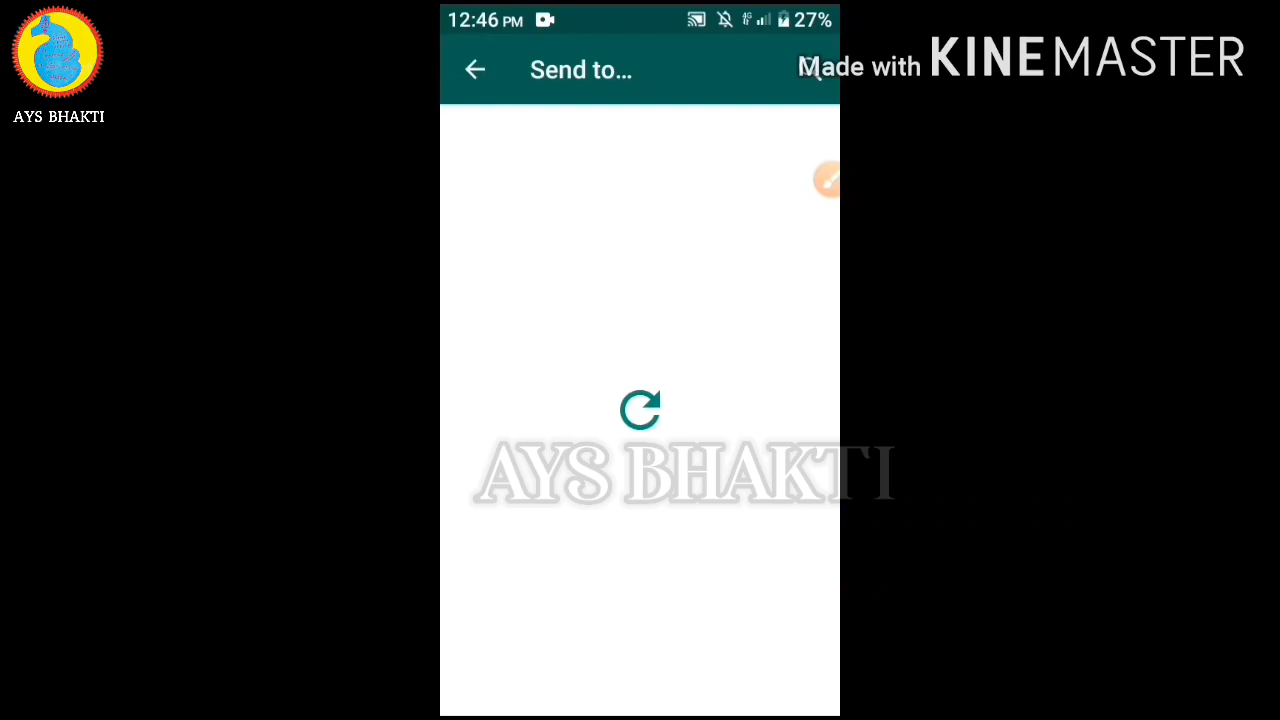 12:46 PM
27%
Send to...
Made with KINEMASTER
AYS BHAKTI
AYS BHAKTI